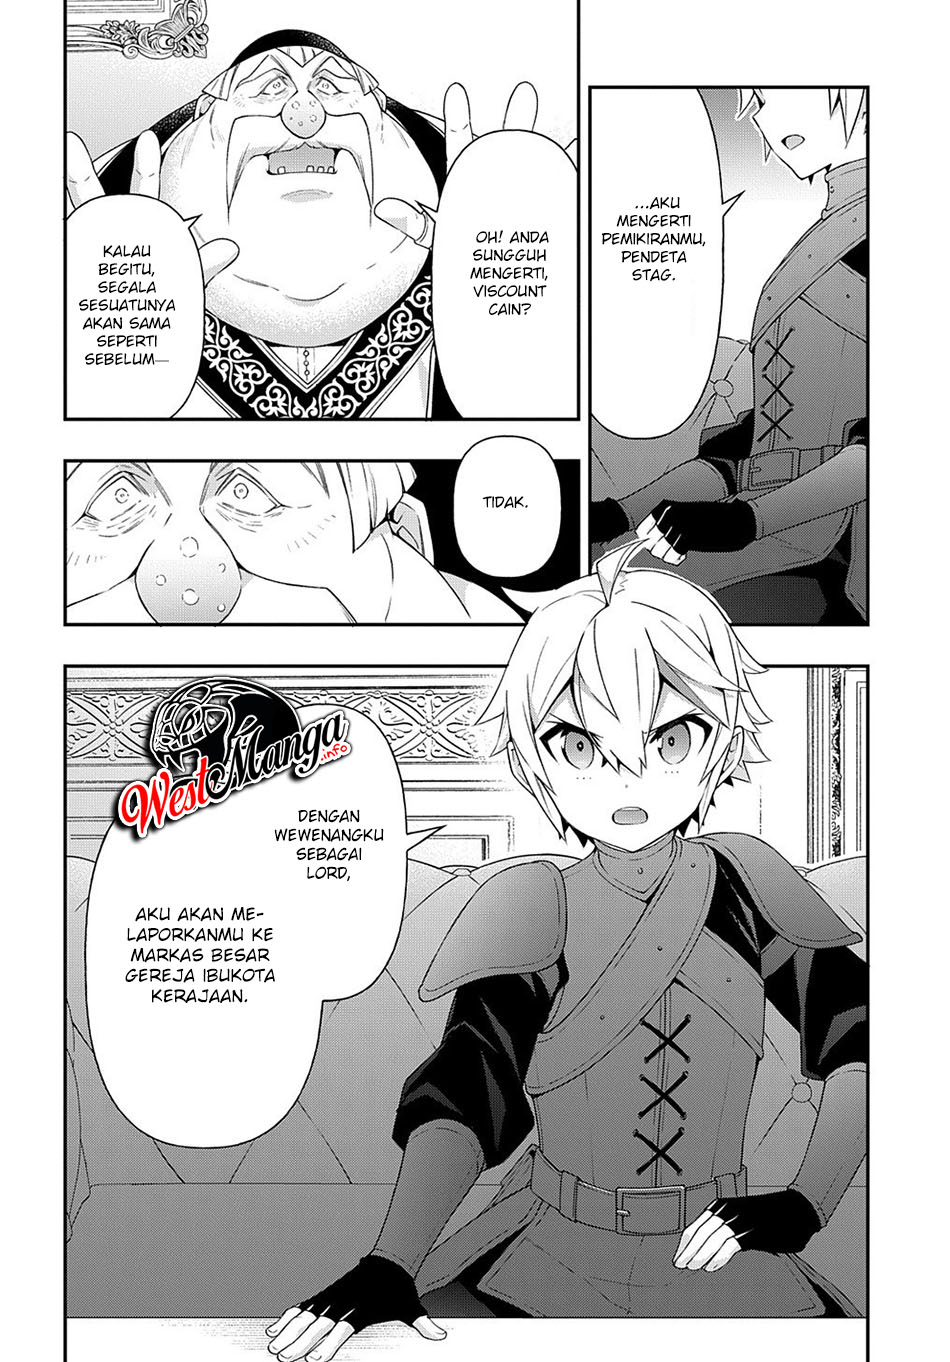 ...AKU
MENGERTI
PEMIKIRANMU,
PENDETA
STAG.
OH! ANDA
SUNGGUH
MENGERTI,
VISCOUNT
CAIN?
KALAU
BEGITU,
SEGALA
SESUATUNYA
AKAN SAMA
SEPERTI
SEBELUM—
TIDAK.
WestManga
.info
DENGAN
WEWENANGKU
SEBAGAI
LORD,
AKU AKAN ME-
LAPORKANMU KE
MARKAS BESAR
GEREJA IBUKOTA
KERAJAAN.